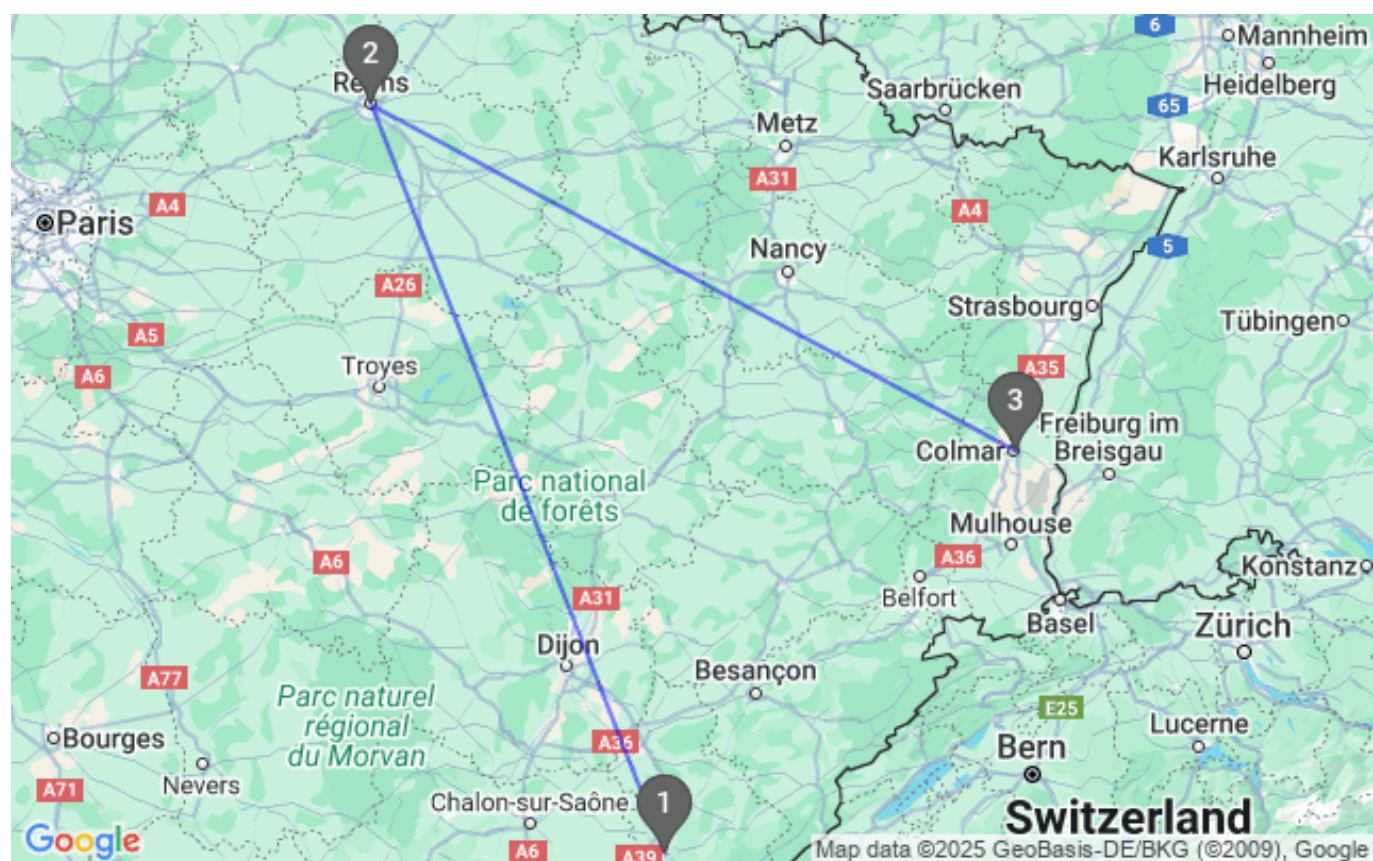 2
Reims
Paris
A4
A26
A5
A6
Troyes
Metz
A31
Nancy
Saarbrücken
A4
6
Mannheim
Heidelberg
65
Karlsruhe
5
Strasbourg
Tübingen
A35
3
Colmar
Freiburg im
Breisgau
Mulhouse
A36
Belfort
Basel
Konstanz
Zürich
Parc national
de forêts
A6
A31
Dijon
Besançon
A77
Parc naturel
régional
du Morvan
A36
E25
Lucerne
Bern
Bourges
Nevers
A71
Chalon-sur-Saône
1
A6
A39
Switzerland
Google
Map data ©2025 GeoBasis-DE/BKG (©2009), Google